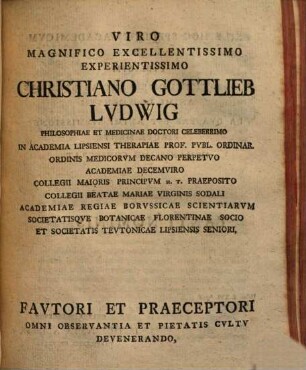 VIRO
MAGNIFICO EXCELLENTISSIMO
EXPERIENTISSIMO
CHRISTIANO GOTTLIEB
LVDWIG
PHILOSOPHIAE ET MEDICINAE DOCTORI CELEBERRIMO
IN ACADEMIA LIPSIENSI THERAPIAE PROF. PVBL. ORDINAR.
ORDINIS MEDICORVM DECANO PERPETVO
ACADEMIAE DECEMVIRO
COLLEGII MAIORIS PRINCIPVM n. t. PRAEPOSITO
COLLEGII BEATAE MARIAE VIRGINIS SODALI
ACADEMIAE REGIAE BORVSSICAE SCIENTIARVM
SOCIETATISQVE BOTANICAE FLORENTINAE SOCIO
ET SOCIETATIS TEVTONICAE LIPSIENSIS SENIORI,
FAVTORI ET PRAECEPTORI
OMNI OBSERVANTIA ET PIETATIS CVLTV
DEVENERANDO,